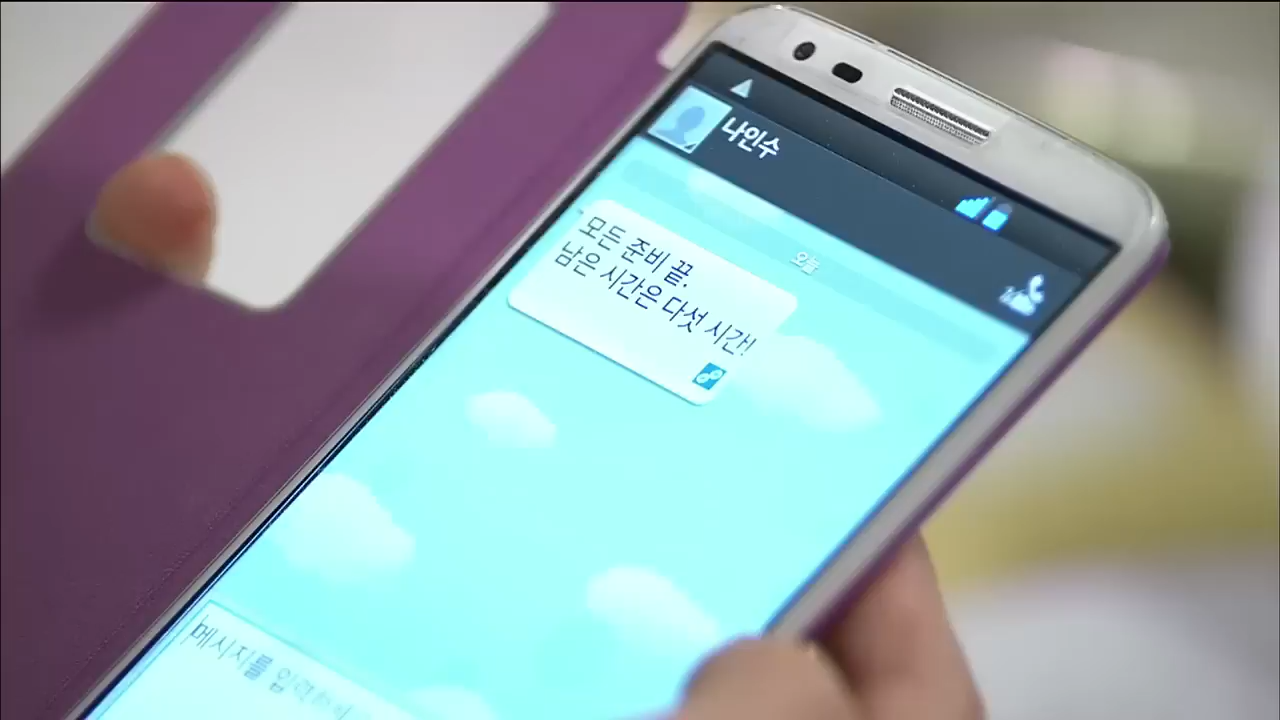 나인수
오늘
모든 준비 끝.
남은 시간은 다섯 시간!
메시지를 입력하